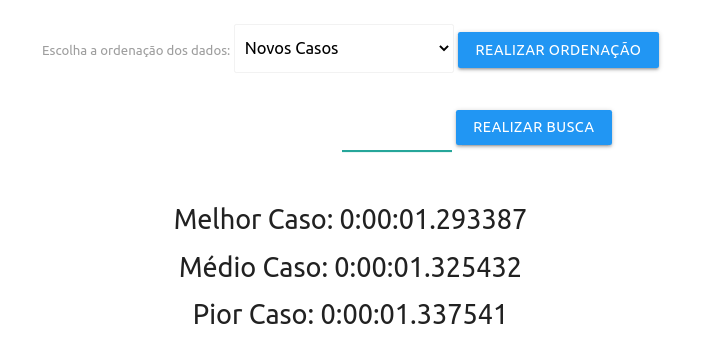 Escolha a ordenação dos dados: Novos Casos REALIZAR ORDENAÇÃO
REALIZAR BUSCA
Melhor Caso: 0:00:01.293387
Médio Caso: 0:00:01.325432
Pior Caso: 0:00:01.337541